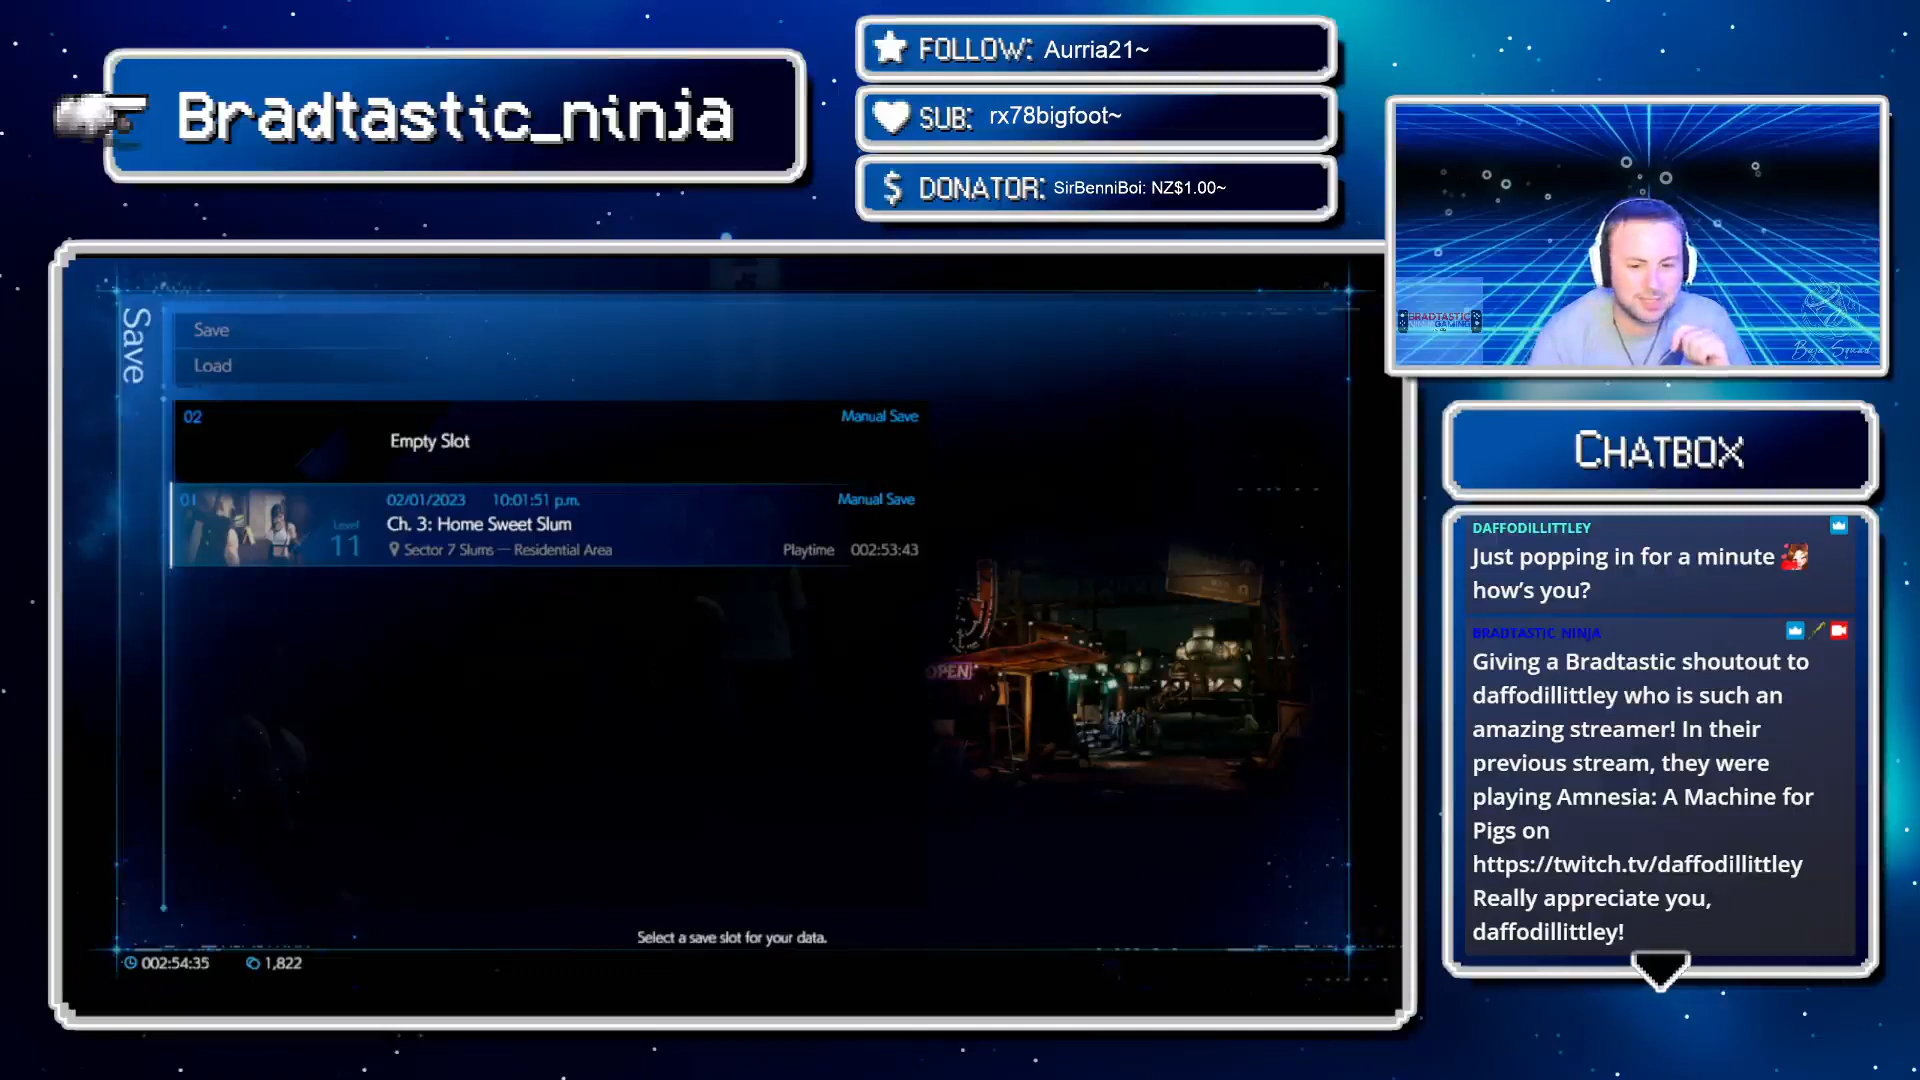 Bradtastic_ninja
FOLLOW: Aurria21~
SUB: rx78bigfoot~
DONATOR: SirBenniBoi: NZ$1.00~
BRADTASTIC
GAMING
Baja Squad
Save
Save
Load
02
Manual Save
Empty Slot
01
02/01/2023 10:01:51 p.m.
Manual Save
Level
11
Ch. 3: Home Sweet Slum
Sector 7 Slums — Residential Area
Playtime 002:53:43
OPEN
Select a save slot for your data.
002:54:35
1,822
CHATBOX
DAFFODILLITTLEY
Just popping in for a minute
how’s you?
BRADTASTIC_NINJA
Giving a Bradtastic shoutout to
daffodillittley who is such an
amazing streamer! In their
previous stream, they were
playing Amnesia: A Machine for
Pigs on
https://twitch.tv/daffodillittley
Really appreciate you,
daffodillittley!